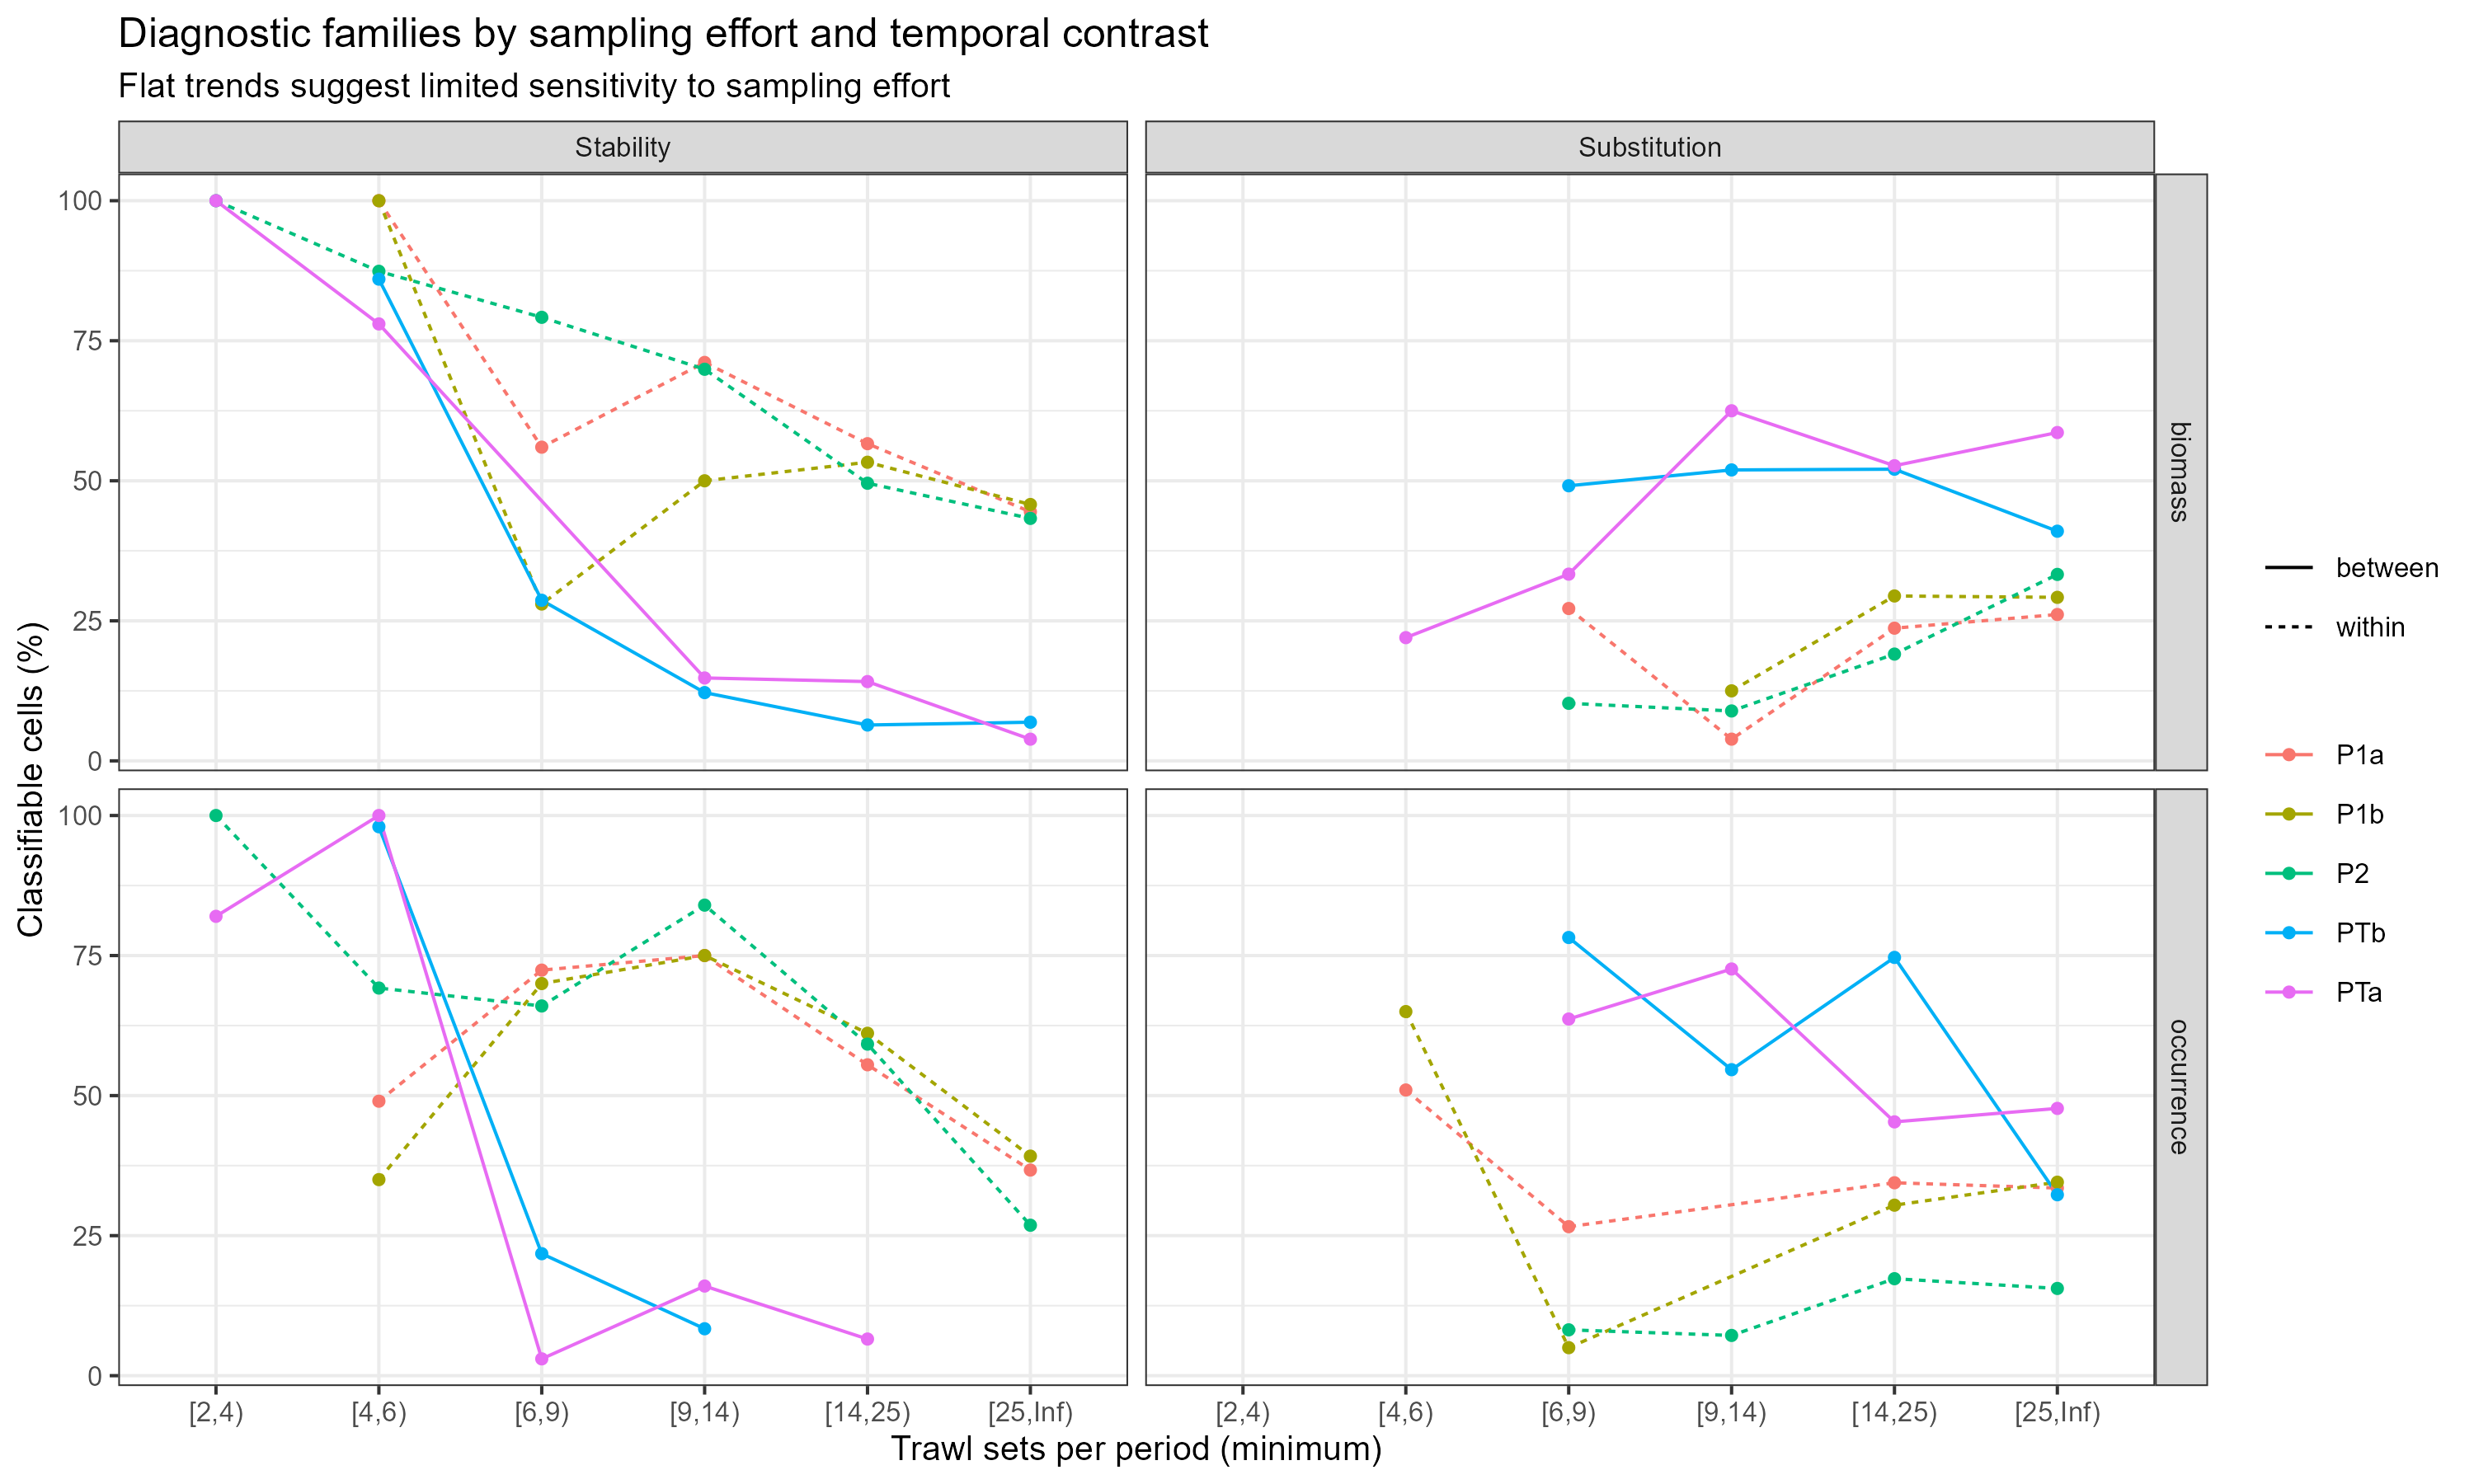 Diagnostic families by sampling effort and temporal contrast
Flat trends suggest limited sensitivity to sampling effort
Stability
Substitution
biomass
occurrence
Classifiable cells (%)
100
75
50
25
0
100
75
50
25
0
[2,4)
[4,6)
[6,9)
[9,14)
[14,25)
[25,Inf)
[2,4)
[4,6)
[6,9)
[9,14)
[14,25)
[25,Inf)
Trawl sets per period (minimum)
between
within
P1a
P1b
P2
PTb
PTa